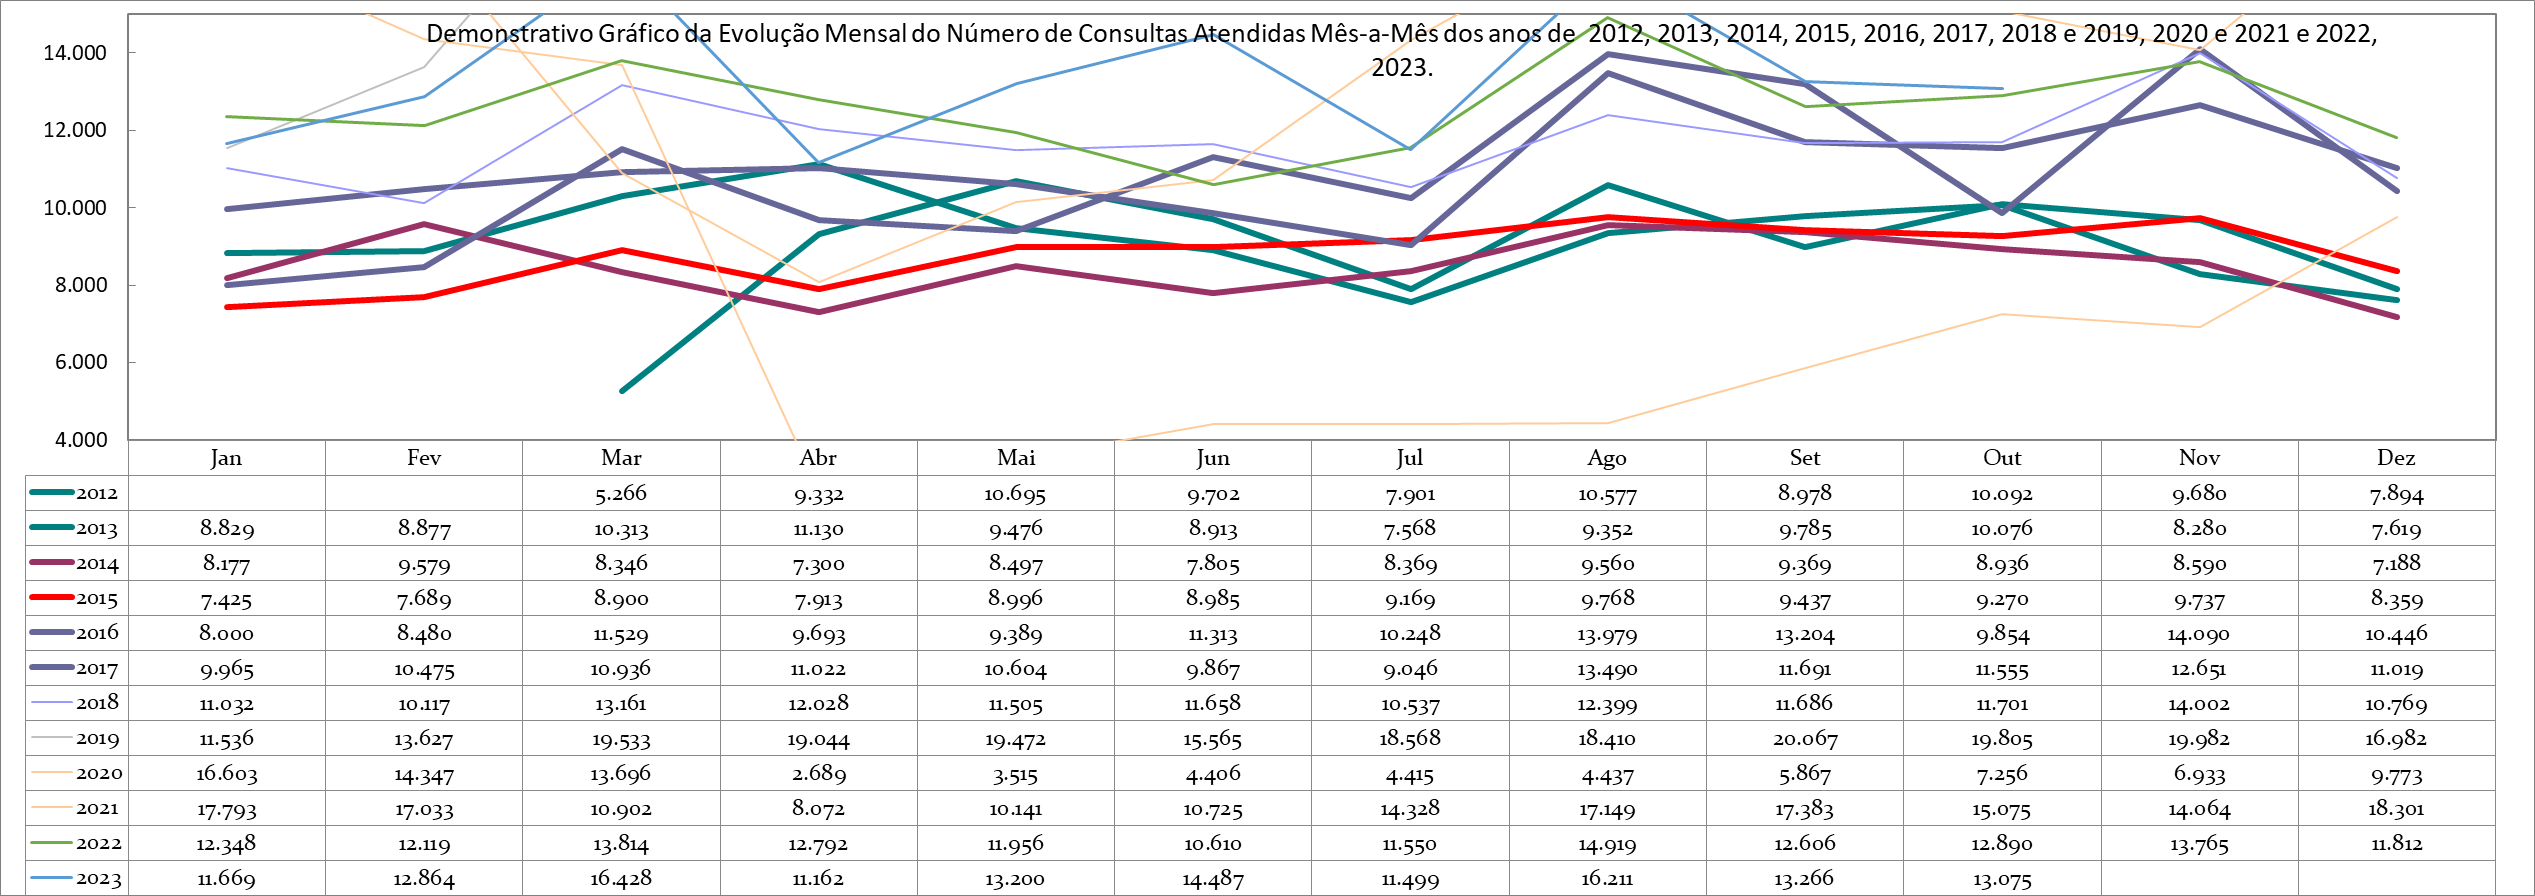 Demonstrativo Gráfico da Evolução Mensal do Número de Consultas Atendidas Mês-a-Mês dos anos de 2012, 2013, 2014, 2015, 2016, 2017, 2018 e 2019, 2020 e 2021 e 2022,
2023.
14.000
12.000
10.000
8.000
6.000
4.000
Jan Fev Mar Abr Mai Jun Jul Ago Set Out Nov Dez
2012 5.266 9.332 10.695 9.702 7.901 10.577 8.978 10.092 9.680 7.894
2013 8.829 8.877 10.313 11.130 9.476 8.913 7.568 9.352 9.785 10.076 8.280 7.619
2014 8.177 9.579 8.346 7.300 8.497 7.805 8.369 9.560 9.369 8.936 8.590 7.188
2015 7.425 7.689 8.900 7.913 8.996 8.985 9.169 9.768 9.437 9.270 9.737 8.359
2016 8.000 8.480 11.529 9.693 9.389 11.313 10.248 13.979 13.204 9.854 14.090 10.446
2017 9.965 10.475 10.936 11.022 10.604 9.867 9.046 13.490 11.691 11.555 12.651 11.019
2018 11.032 10.117 13.161 12.028 11.505 11.658 10.537 12.399 11.686 11.701 14.002 10.769
2019 11.536 13.627 19.533 19.044 19.472 15.565 18.568 18.410 20.067 19.805 19.982 16.982
2020 16.603 14.347 13.696 2.689 3.515 4.406 4.415 4.437 5.867 7.256 6.933 9.773
2021 17.793 17.033 10.902 8.072 10.141 10.725 14.328 17.149 17.383 15.075 14.064 18.301
2022 12.348 12.119 13.814 12.792 11.956 10.610 11.550 14.919 12.606 12.890 13.765 11.812
2023 11.669 12.864 16.428 11.162 13.200 14.487 11.499 16.211 13.266 13.075